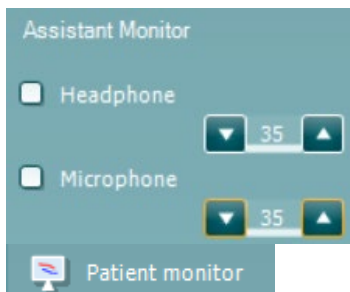 Assistant Monitor
Headphone
35
Microphone
35
Patient monitor